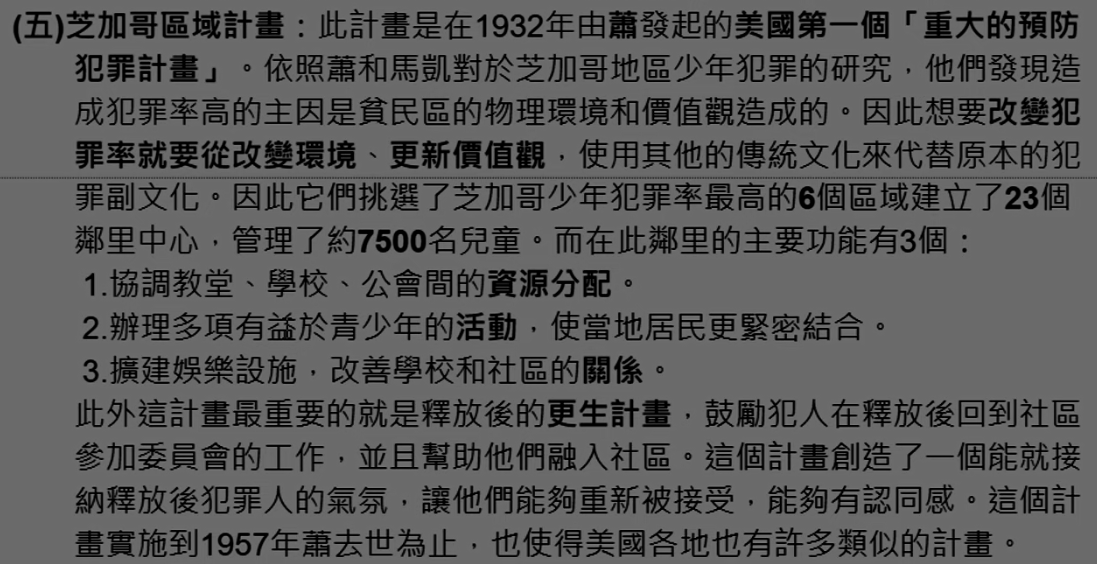 (五)芝加哥區域計畫：此計畫是在1932年由蕭發起的美國第一個「重大的預防
犯罪計畫」。依照蕭和馬凱對於芝加哥地區少年犯罪的研究，他們發現造
成犯罪率高的主因是貧民區的物理環境和價值觀造成的。因此想要改變犯
罪率就要從改變環境、更新價值觀，使用其他的傳統文化來代替原本的犯
罪副文化。因此它們挑選了芝加哥少年犯罪率最高的6個區域建立了23個
鄰里中心，管理了約7500名兒童。而在此鄰里的主要功能有3個：
1.協調教堂、學校、公會間的資源分配。
2.辦理多項有益於青少年的活動，使當地居民更緊密結合。
3.擴建娛樂設施，改善學校和社區的關係。
此外這計畫最重要的就是釋放後的更生計畫，鼓勵犯人在釋放後回到社區
參加委員會的工作，並且幫助他們融入社區。這個計畫創造了一個能就接
納釋放後犯罪人的氣氛，讓他們能夠重新被接受，能夠有認同感。這個計
畫實施到1957年蕭去世為止，也使得美國各地也有許多類似的計畫。